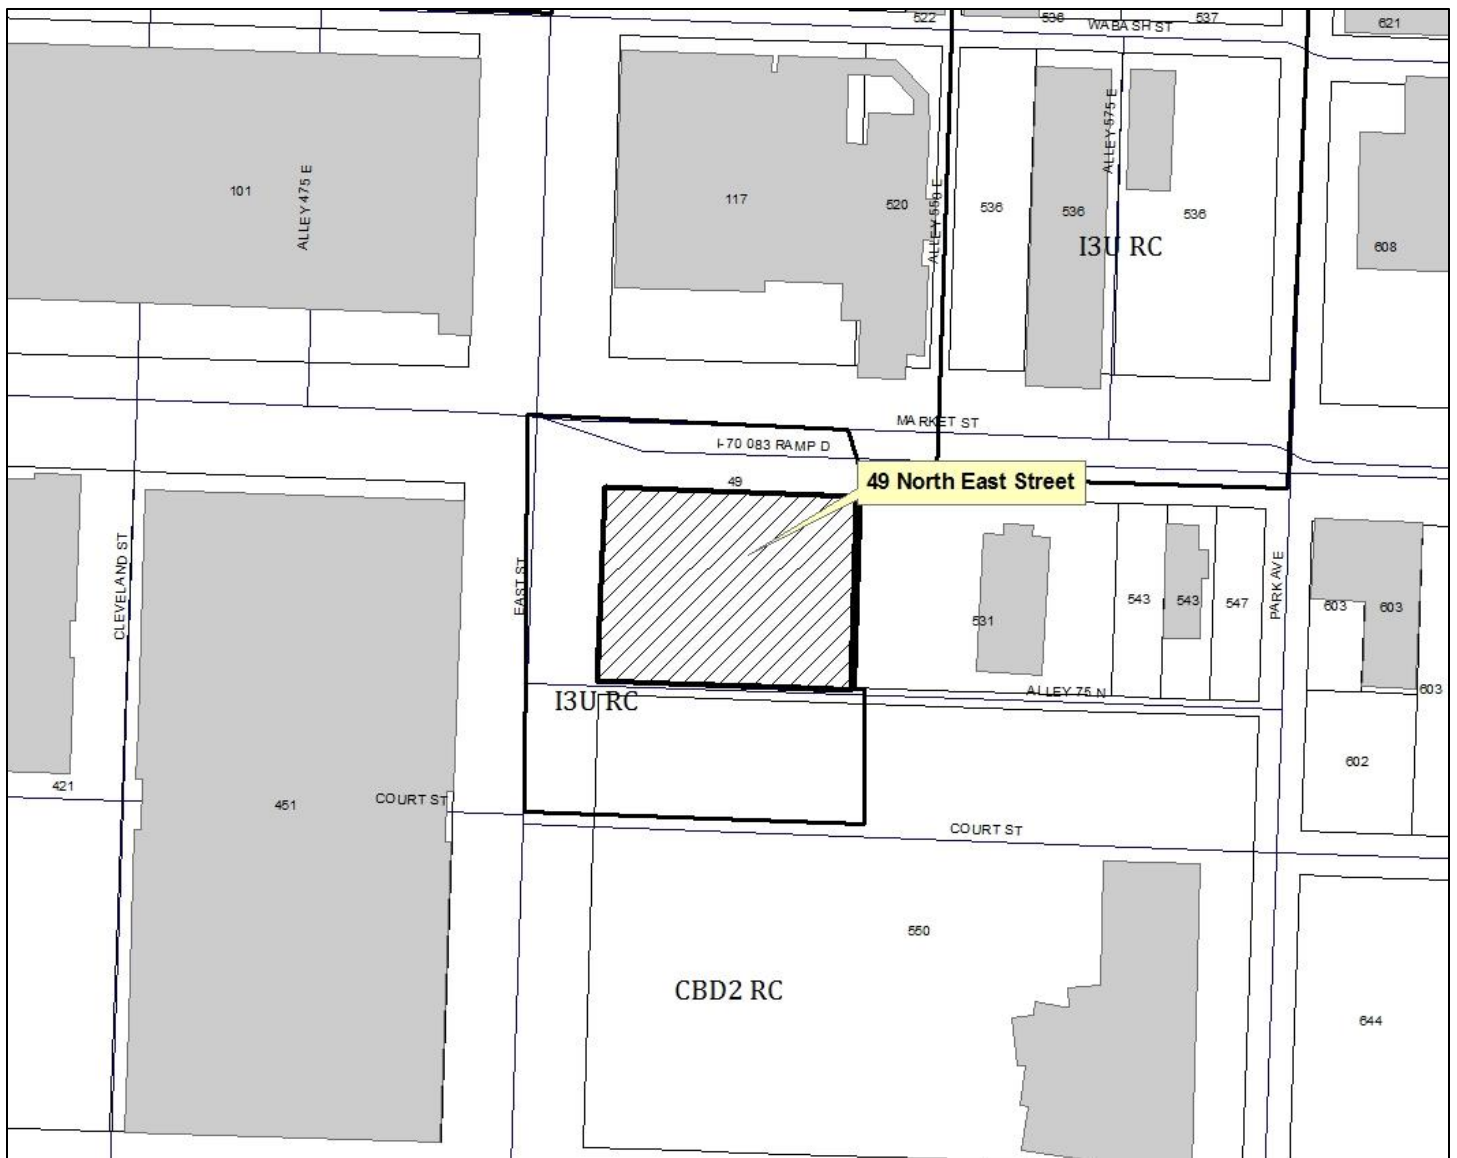 522
536
537
WABASH ST
621
101
ALLEY 475 E
117
520
ALLEY 550 E
536
536
ALLEY 575 E
536
I3U RC
608
MARKET ST
I-70 083 RAMP D
49
49 North East Street
CLEVELAND ST
EAST ST
531
543
543
547
PARK AVE
603
603
603
I3U RC
ALLEY 75 N
602
421
451
COURT ST
COURT ST
550
CBD2 RC
644